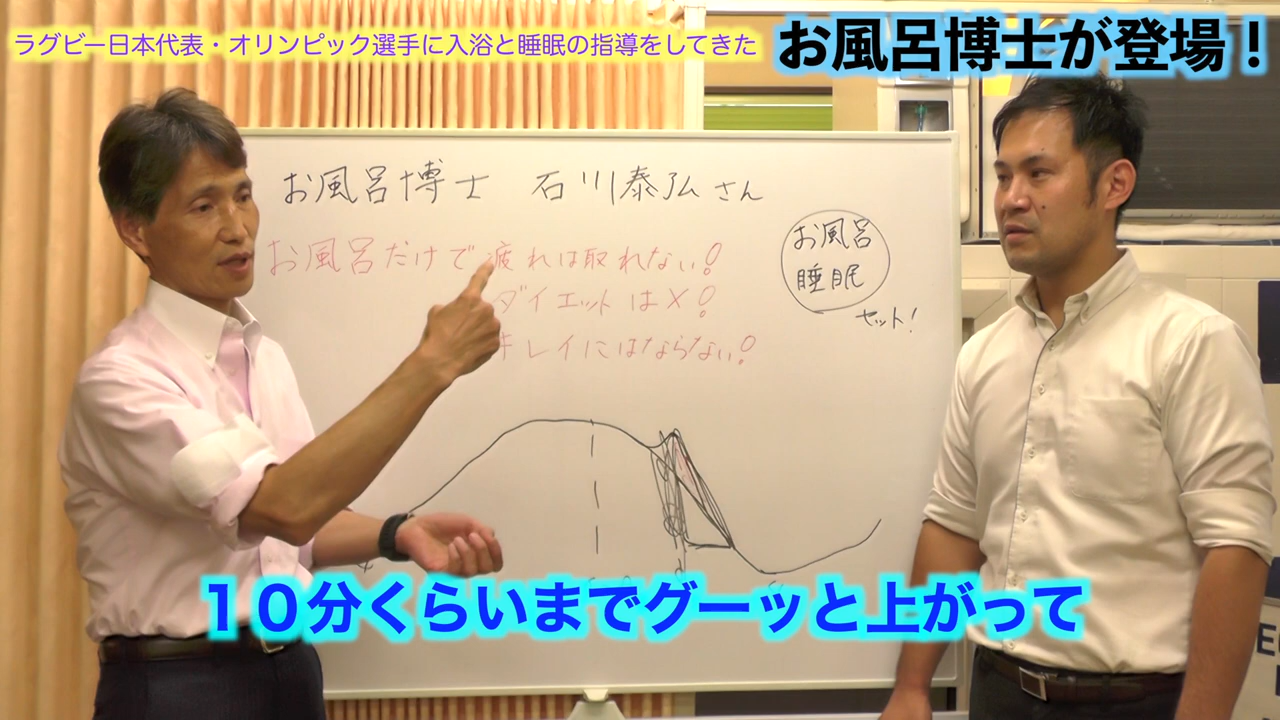 ラグビー日本代表・オリンピック選手に入浴と睡眠の指導をしてきた
お風呂博士が登場！
お風呂博士 石川泰弘さん
お風呂だけで疲れは取れない!
ダイエットは×!
キレイにはならない!
お風呂
睡眠
セット!
１０分くらいまでグーッと上がって